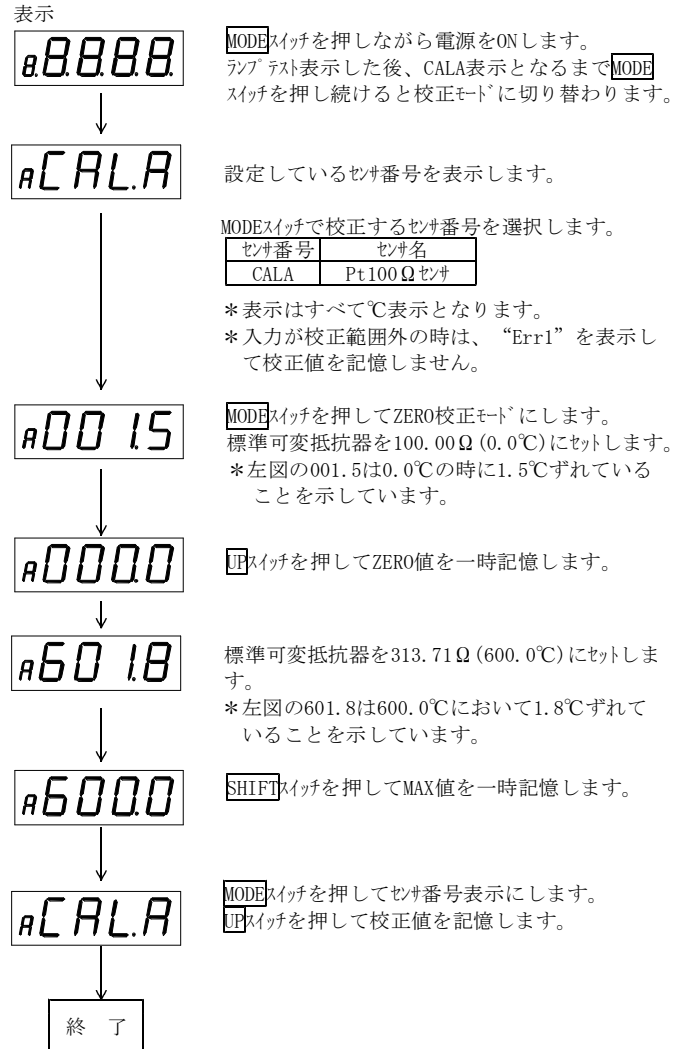 表示
8.8.8.8.8.
MODEスイッチを押しながら電源をONします。
ランプテスト表示した後、CALA表示となるまでMODE
スイッチを押し続けると校正モードに切り替わります。
A CAL.A
設定しているセンサ番号を表示します。
MODEスイッチで校正するセンサ番号を選択します。
センサ番号 センサ名
CALA Pt100Ωセンサ
＊表示はすべて℃表示となります。
＊入力が校正範囲外の時は、“Err1”を表示し
て校正値を記憶しません。
A 001.5
MODEスイッチを押してZERO校正モードにします。
標準可変抵抗器を100.00Ω(0.0℃)にセットします。
＊左図の001.5は0.0℃の時に1.5℃ずれている
ことを示しています。
A 000.0
UPスイッチを押してZERO値を一時記憶します。
A 601.8
標準可変抵抗器を313.71Ω(600.0℃)にセットしま
す。
＊左図の601.8は600.0℃において1.8℃ずれて
いることを示しています。
A 600.0
SHIFTスイッチを押してMAX値を一時記憶します。
A CAL.A
MODEスイッチを押してセンサ番号表示にします。
UPスイッチを押して校正値を記憶します。
終 了